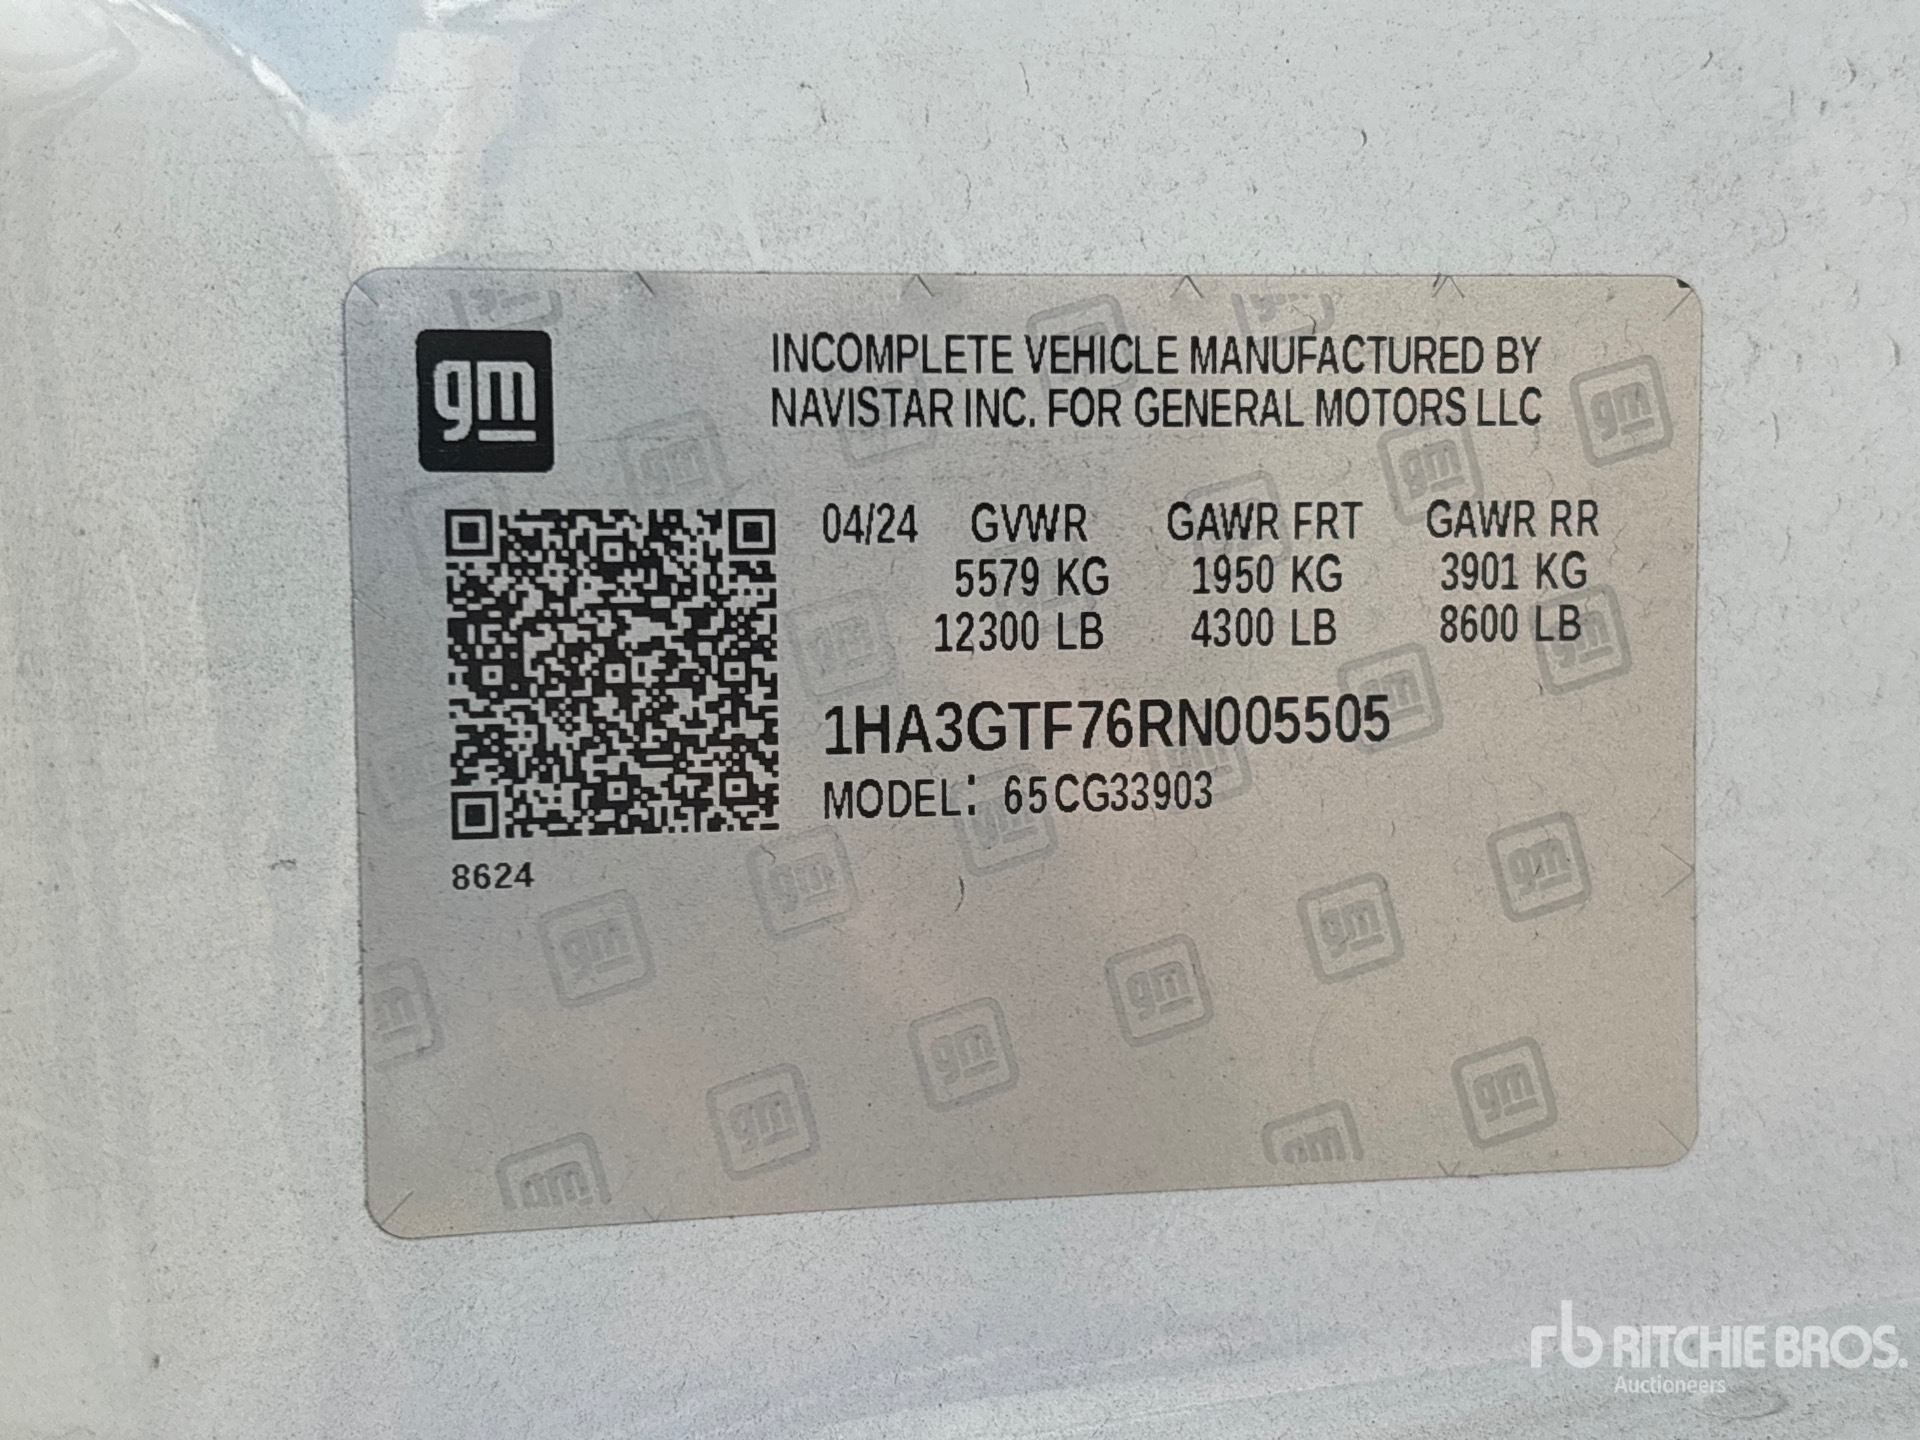 gm
INCOMPLETE VEHICLE MANUFACTURED BY
NAVISTAR INC. FOR GENERAL MOTORS LLC
04/24 GVWR GAWR FRT GAWR RR
5579 KG 1950 KG 3901 KG
12300 LB 4300 LB 8600 LB
1HA3GTF76RN005505
MODEL: 65CG33903
8624
rb RITCHIE BROS.
Auctioneers